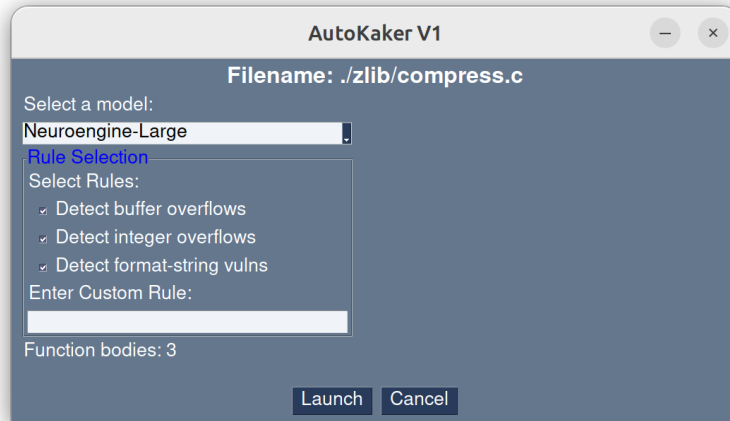 AutoKaker V1
Filename: ./zlib/compress.c
Select a model:
Neuroengine-Large
Rule Selection
Select Rules:
Detect buffer overflows
Detect integer overflows
Detect format-string vulns
Enter Custom Rule:
Function bodies: 3
Launch Cancel